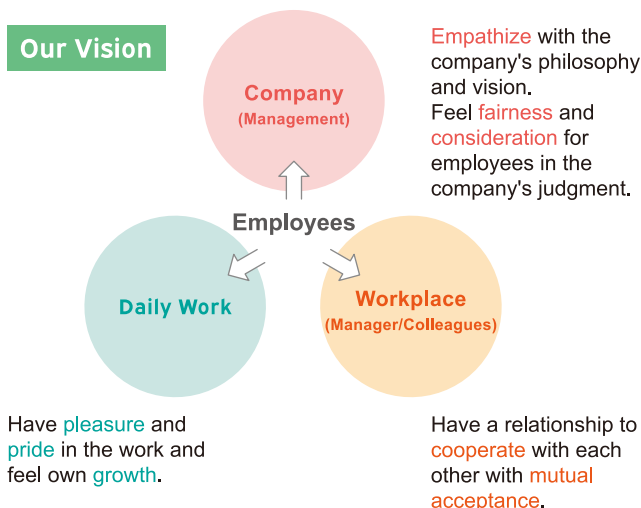 Our Vision
Company
(Management)
Empathize with the
company's philosophy
and vision.
Feel fairness and
consideration for
employees in the
company's judgment.
Employees
Daily Work
Workplace
(Manager/Colleagues)
Have pleasure and
pride in the work and
feel own growth.
Have a relationship to
cooperate with each
other with mutual
acceptance.